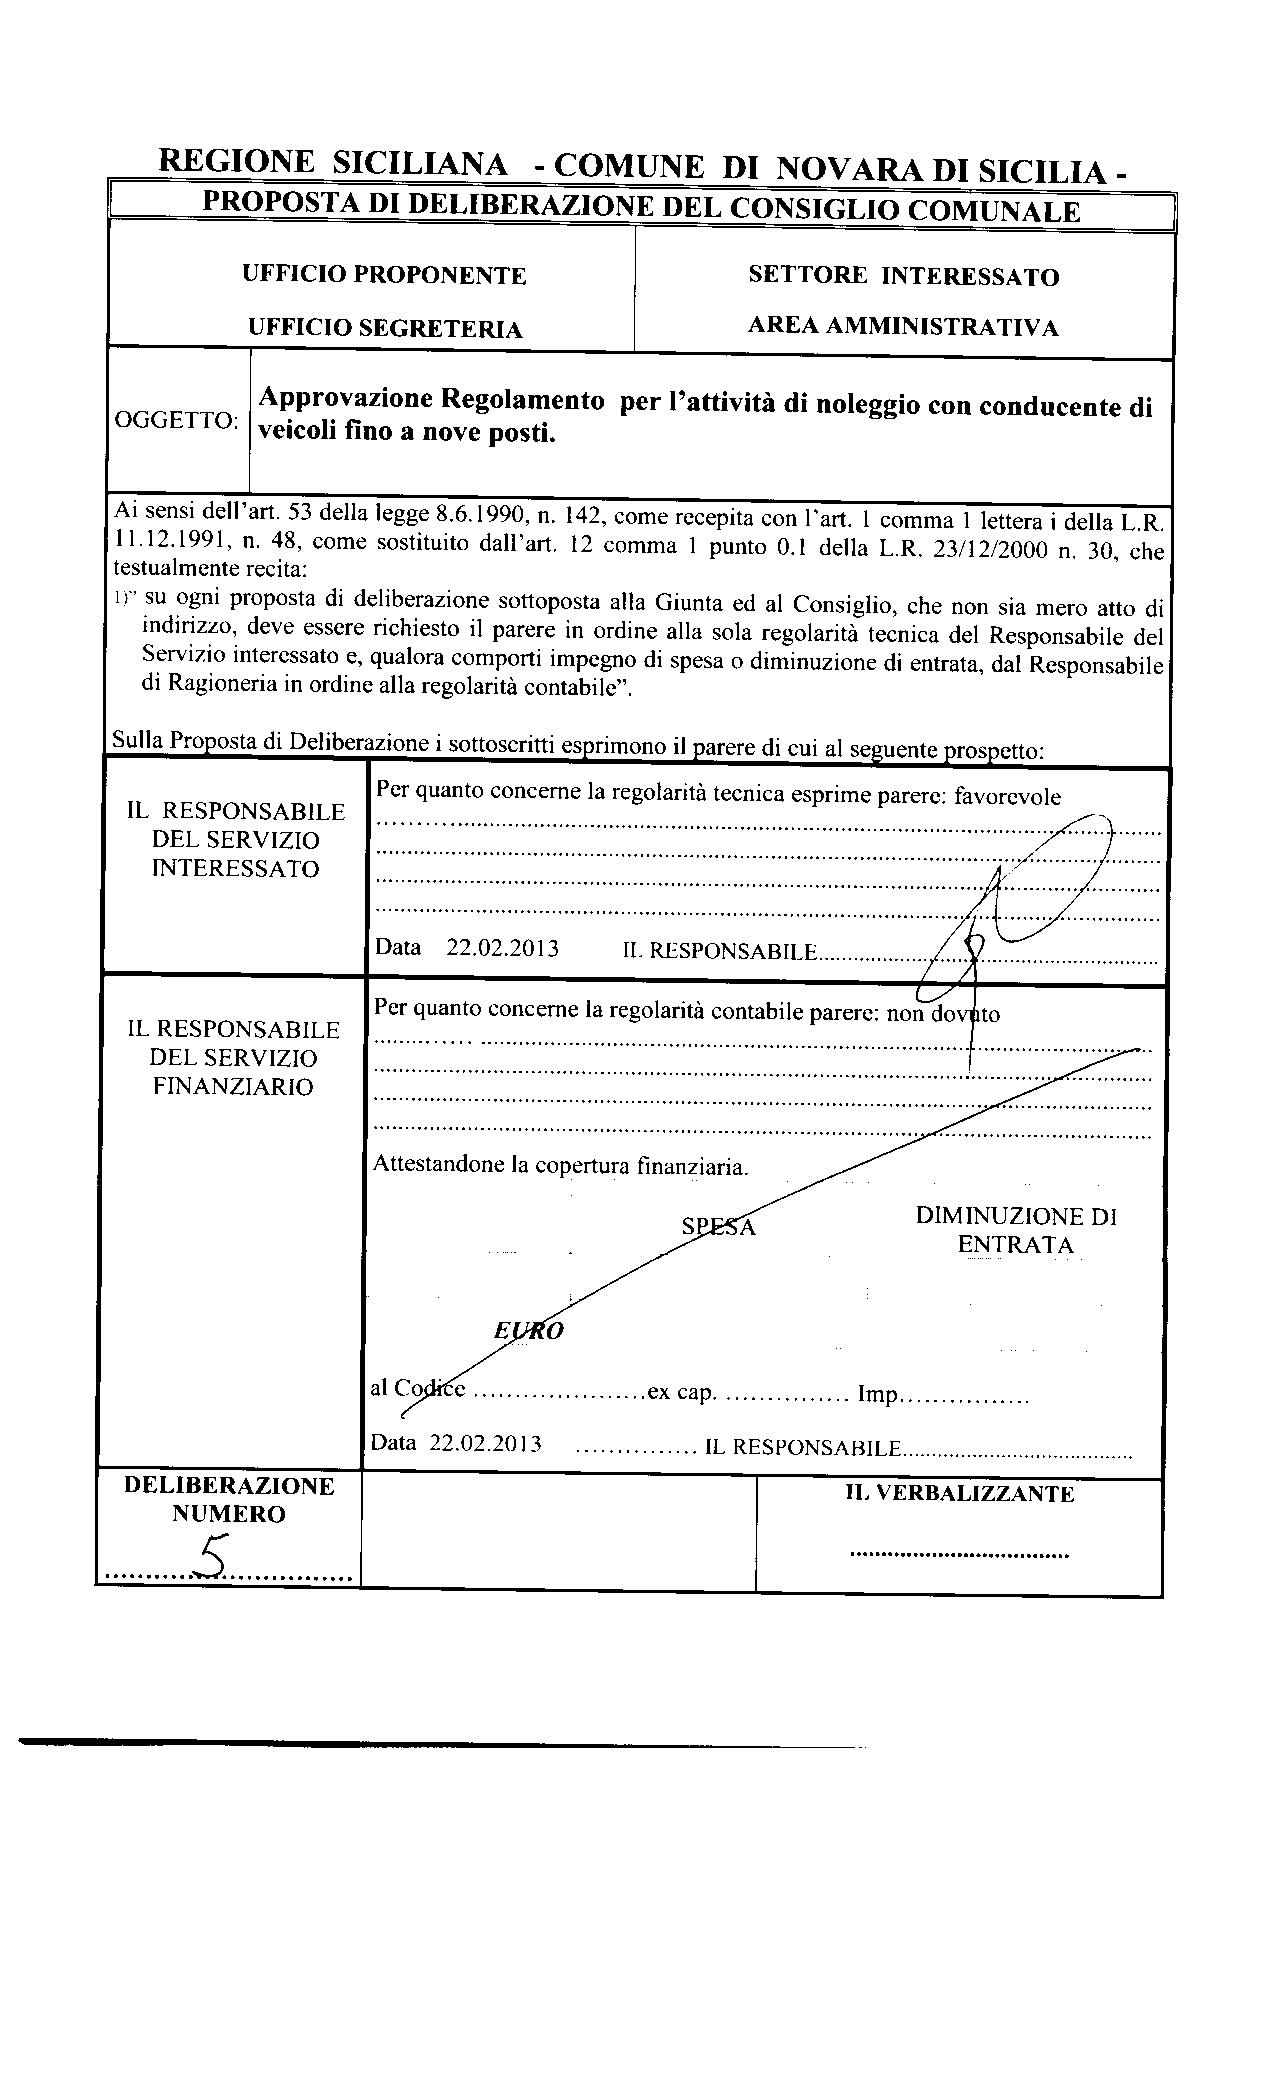 REGIONE SICILIANA - COMUNE DI NOVARA DI SICILIA -
PROPOSTA DI DELIBERAZIONE DEL CONSIGLIO COMUNALE
UFFICIO PROPONENTE
UFFICIO SEGRETERIA
SETTORE INTERESSATO
AREA AMMINISTRATIVA
OGGETTO:
Approvazione Regolamento per l'attività di noleggio con conducente di
veicoli fino a nove posti.
Ai sensi dell'art. 53 della legge 8.6.1990, n. 142, come recepita con l'art. 1 comma 1 lettera i della L.R.
11.12.1991, n. 48, come sostituito dall'art. 12 comma 1 punto 0.1 della L.R. 23/12/2000 n. 30, che
testualmente recita:
1)" su ogni proposta di deliberazione sottoposta alla Giunta ed al Consiglio, che non sia mero atto di
indirizzo, deve essere richiesto il parere in ordine alla sola regolarità tecnica del Responsabile del
Servizio interessato e, qualora comporti impegno di spesa o diminuzione di entrata, dal Responsabile
di Ragioneria in ordine alla regolarità contabile".
Sulla Proposta di Deliberazione i sottoscritti esprimono il parere di cui al seguente prospetto:
IL RESPONSABILE
DEL SERVIZIO
INTERESSATO
Per quanto concerne la regolarità tecnica esprime parere: favorevole
Data 22.02.2013 IL RESPONSABILE....................
IL RESPONSABILE
DEL SERVIZIO
FINANZIARIO
Per quanto concerne la regolarità contabile parere: non dovuto
Attestandone la copertura finanziaria.
SPESA
DIMINUZIONE DI
ENTRATA
EURO
al Codice .....................ex cap. ................ Imp................
Data 22.02.2013 ............... IL RESPONSABILE....................
DELIBERAZIONE
NUMERO
5
IL VERBALIZZANTE